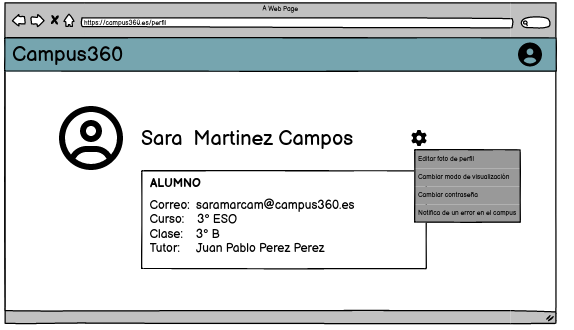 A Web Page
https://campus360.es/perfil
Campus360
Sara Martinez Campos
Editar foto de perfil
Cambiar modo de visualización
Cambiar contraseña
Notifica de un error en el campus
ALUMNO
Correo: saramarcam@campus360.es
Curso: 3° ESO
Clase: 3° B
Tutor: Juan Pablo Perez Perez